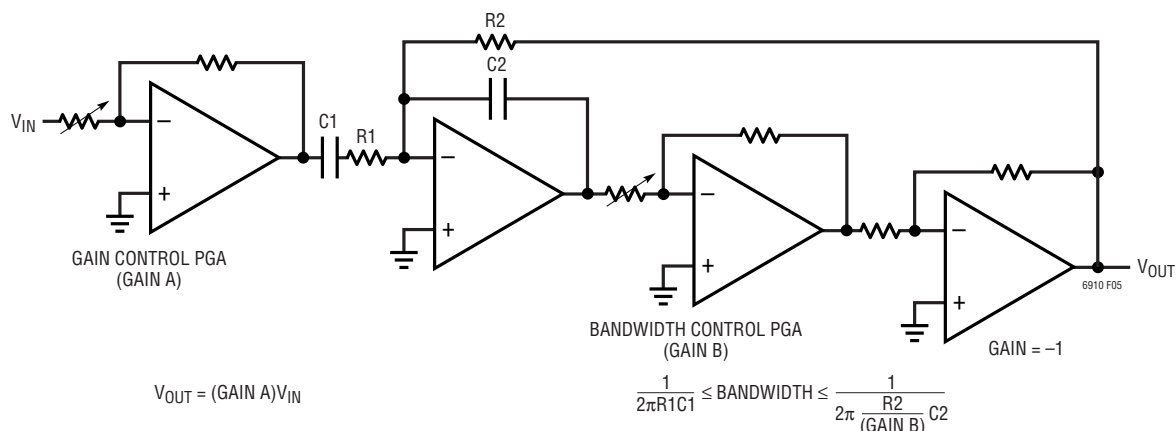 R2
C2
V_IN
C1
R1
−
+
−
+
−
+
−
+
V_OUT
6910 F05
GAIN CONTROL PGA
(GAIN A)
BANDWIDTH CONTROL PGA
(GAIN B)
GAIN = –1
V_OUT = (GAIN A)V_IN
1/(2πR1C1) ≤ BANDWIDTH ≤ 1/(2π R2/(GAIN B) C2)